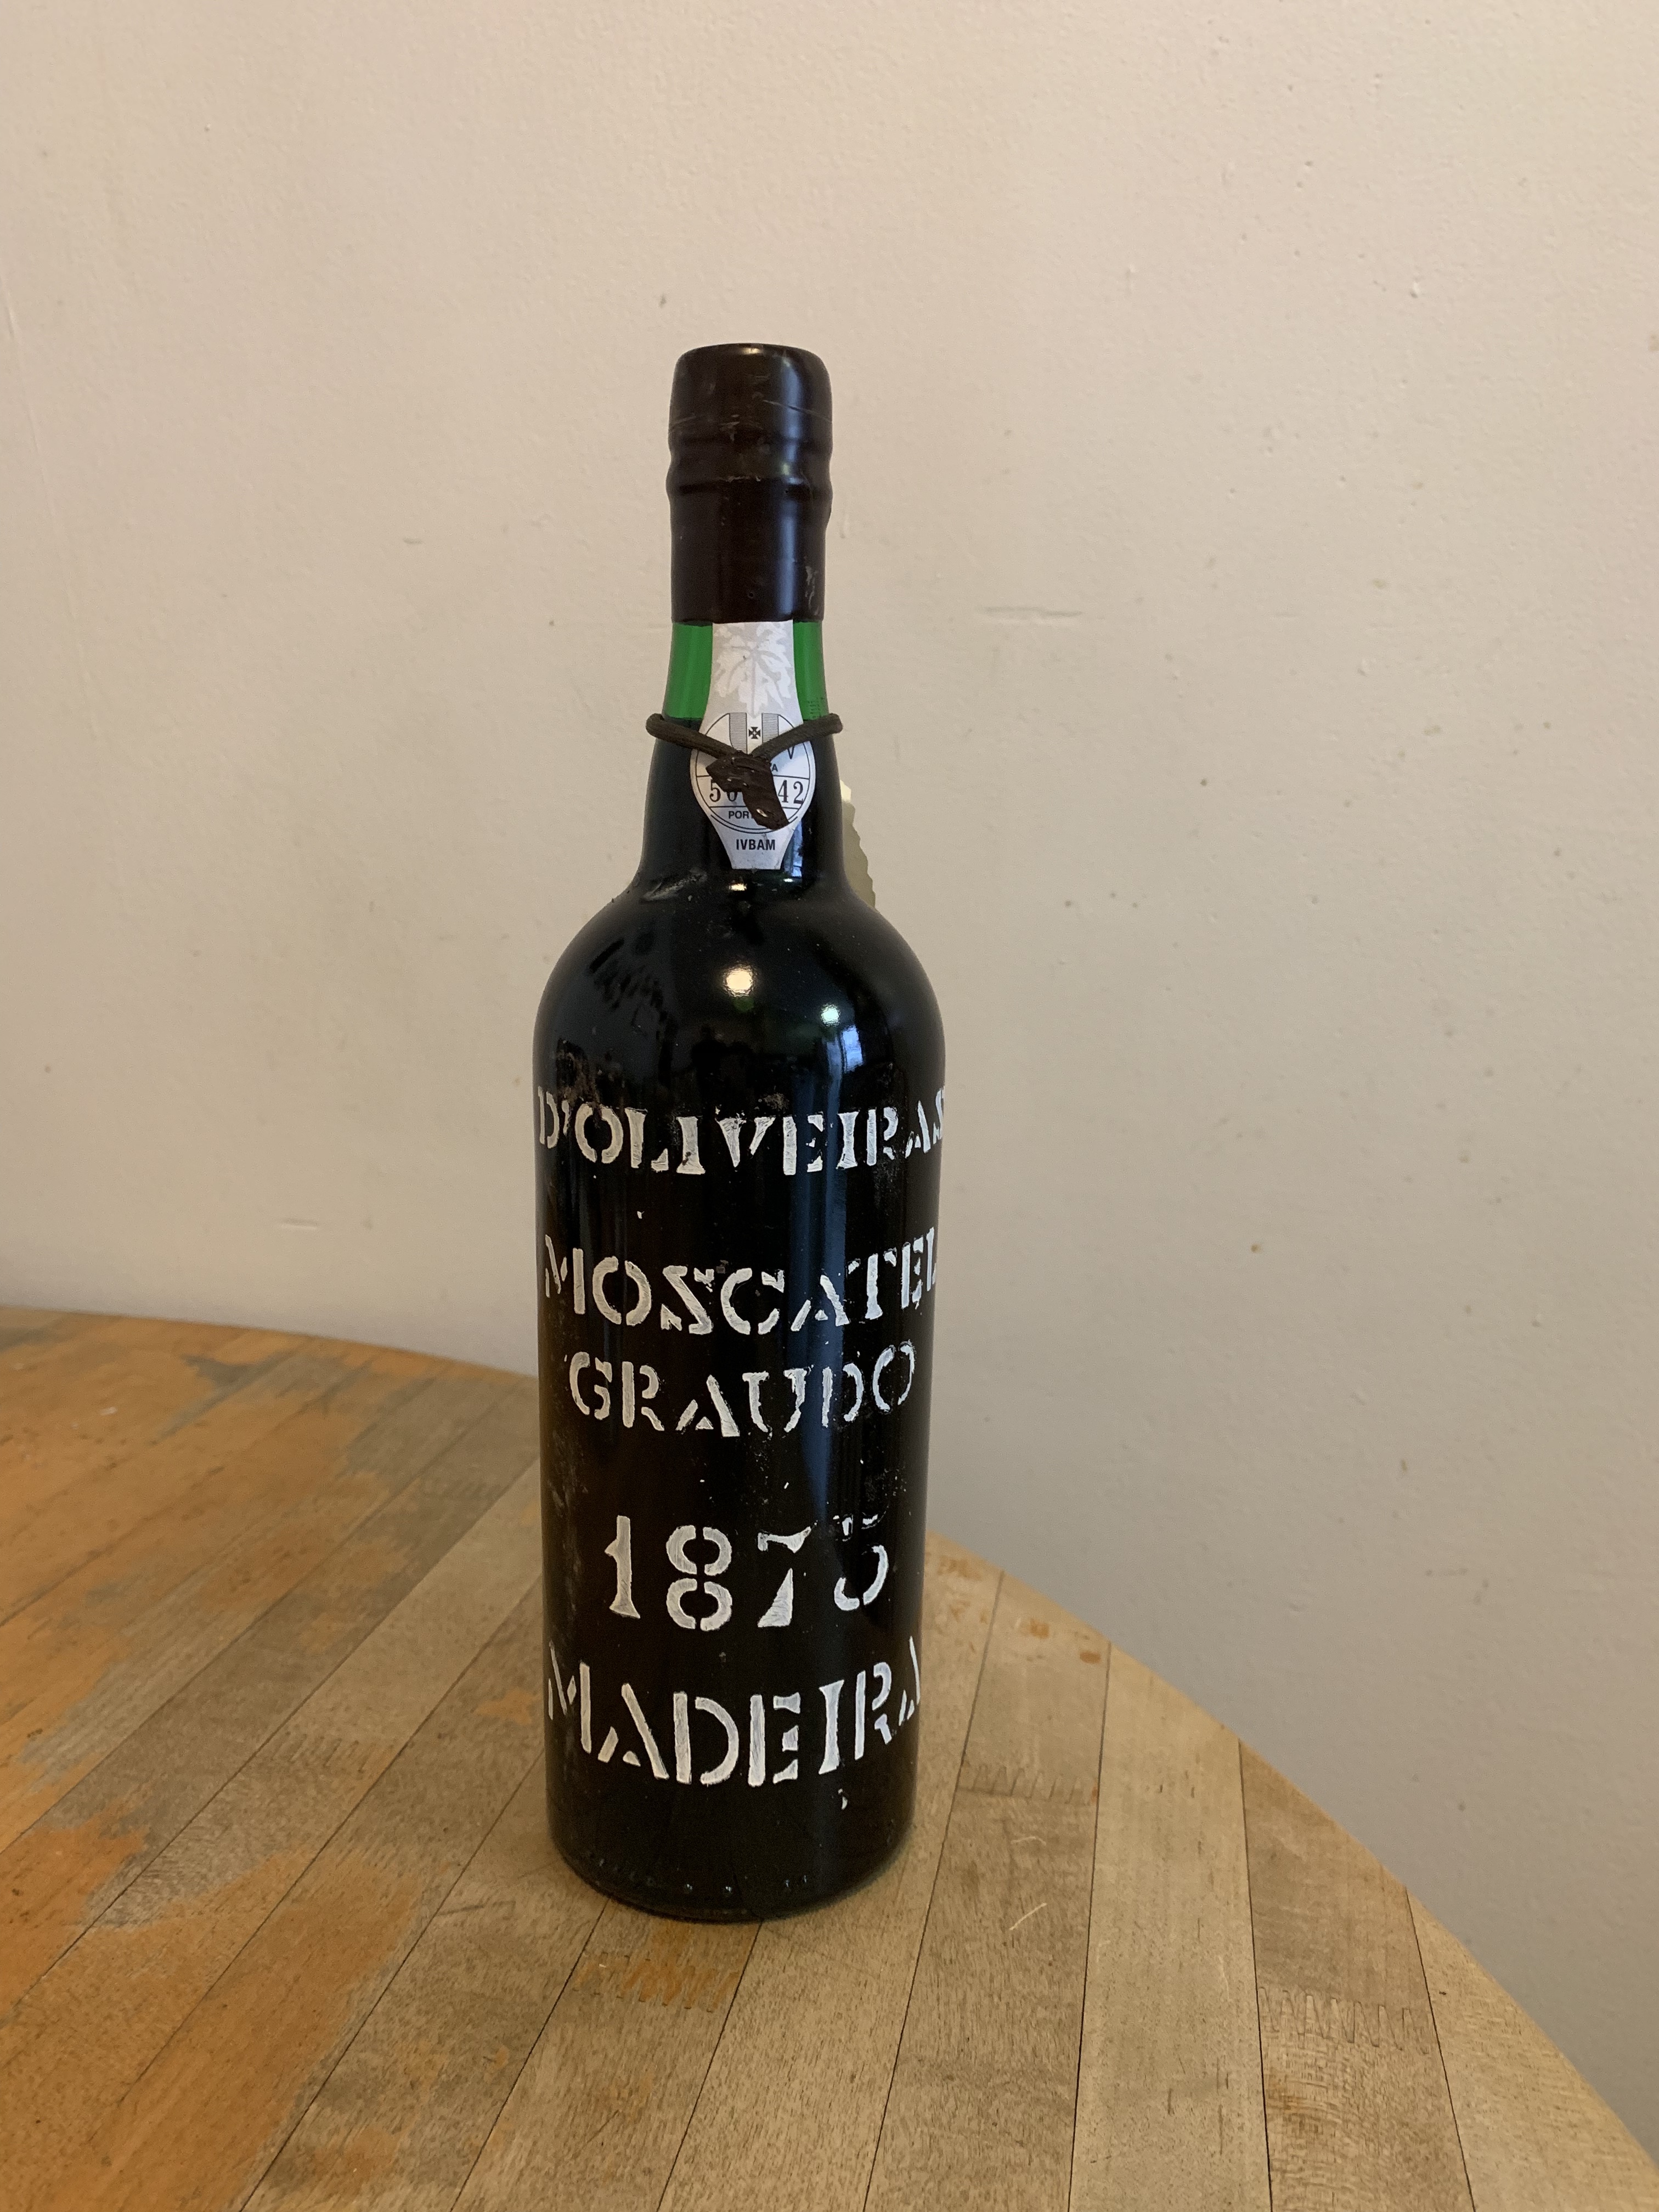 IVBAM
D'OLIVEIRAS
MOSCATEL
GRAUDO
1875
MADEIRA